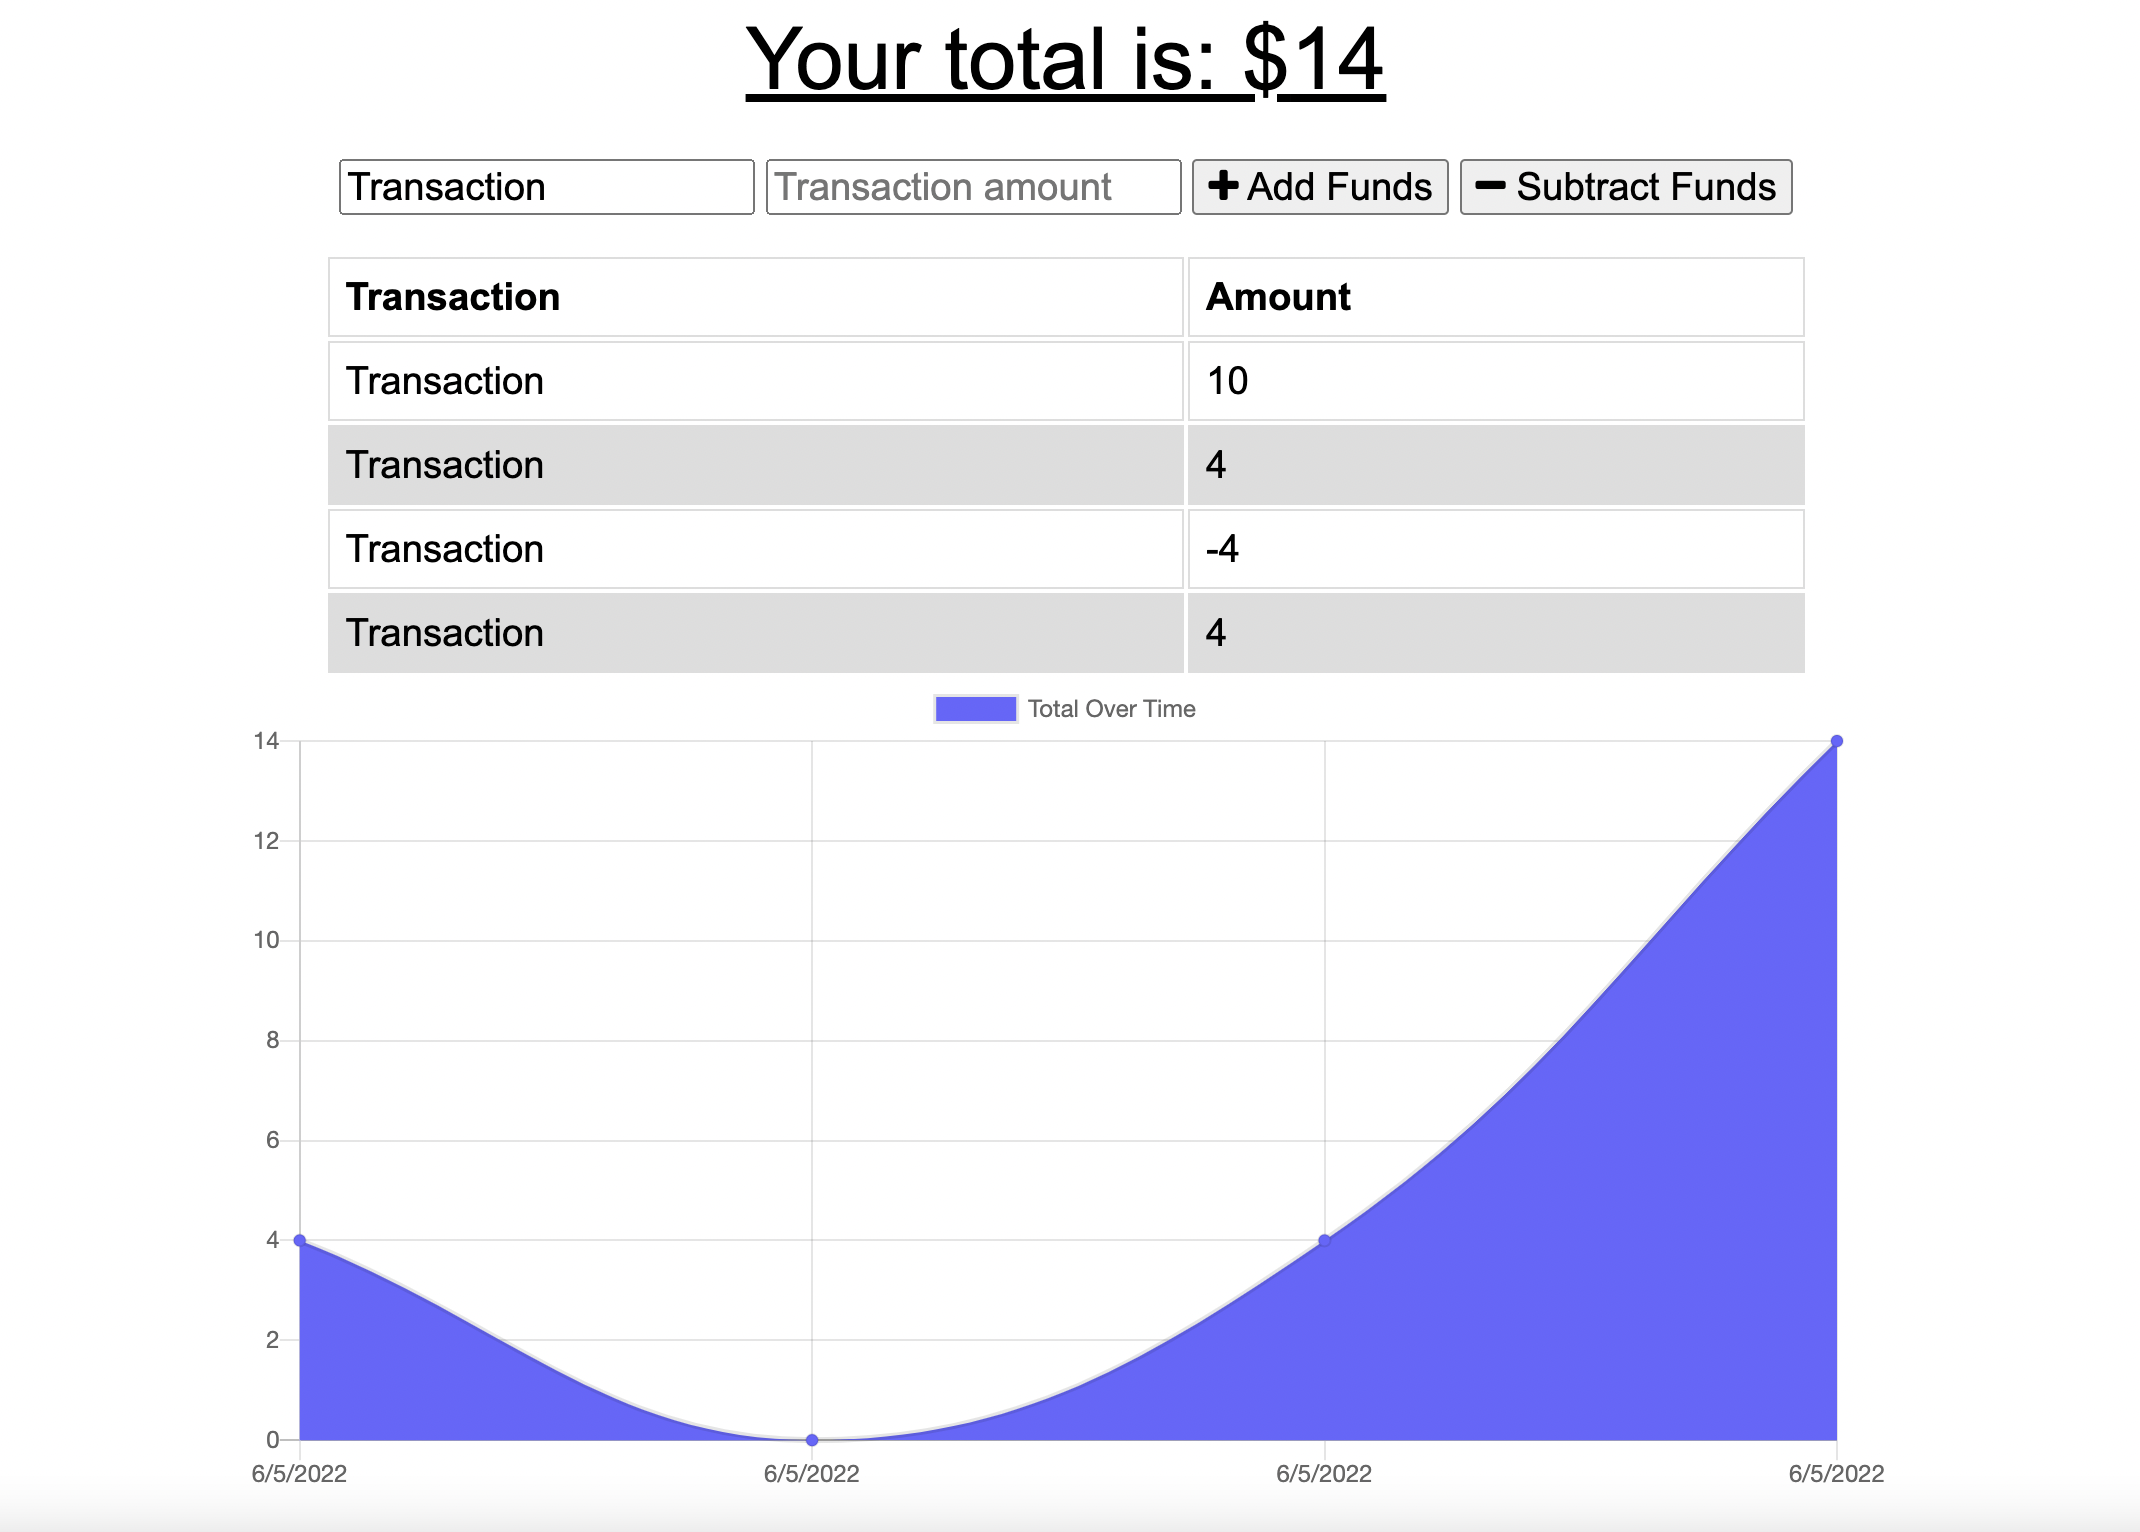 Your total is: $14
Transaction Transaction amount Add Funds Subtract Funds
Transaction Amount
Transaction 10
Transaction 4
Transaction -4
Transaction 4
Total Over Time
14
12
10
8
6
4
2
0
6/5/2022 6/5/2022 6/5/2022 6/5/2022